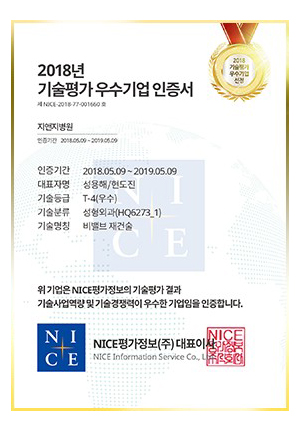 2018
기술평가
우수기업
선정
2018년
기술평가 우수기업 인증서
제 NICE-2018-77-001660 호
지앤지병원
인증기간 2018.05.09 ~ 2019.05.09
인증기간 2018.05.09 ~ 2019.05.09
대표자명 성용해/현도진
기술등급 T-4(우수)
기술분류 성형외과(HQ6273_1)
기술명칭 비밸브 재건술
위 기업은 NICE평가정보의 기술평가 결과
기술사업역량 및 기술경쟁력이 우수한 기업임을 인증합니다.
NICE
NICE평가정보(주) 대표이사
NICE Information Service Co., Ltd.